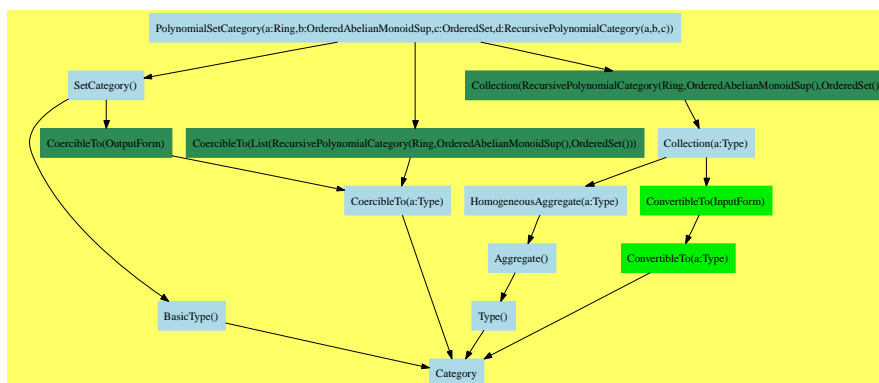 PolynomialSetCategory(a:Ring,b:OrderedAbelianMonoidSup,c:OrderedSet,d:RecursivePolynomialCategory(a,b,c))
SetCategory()
Collection(RecursivePolynomialCategory(Ring,OrderedAbelianMonoidSup(),OrderedSet()
CoercibleTo(OutputForm)
CoercibleTo(List(RecursivePolynomialCategory(Ring,OrderedAbelianMonoidSup(),OrderedSet())))
Collection(a:Type)
CoercibleTo(a:Type)
HomogeneousAggregate(a:Type)
ConvertibleTo(InputForm)
Aggregate()
ConvertibleTo(a:Type)
BasicType()
Type()
Category